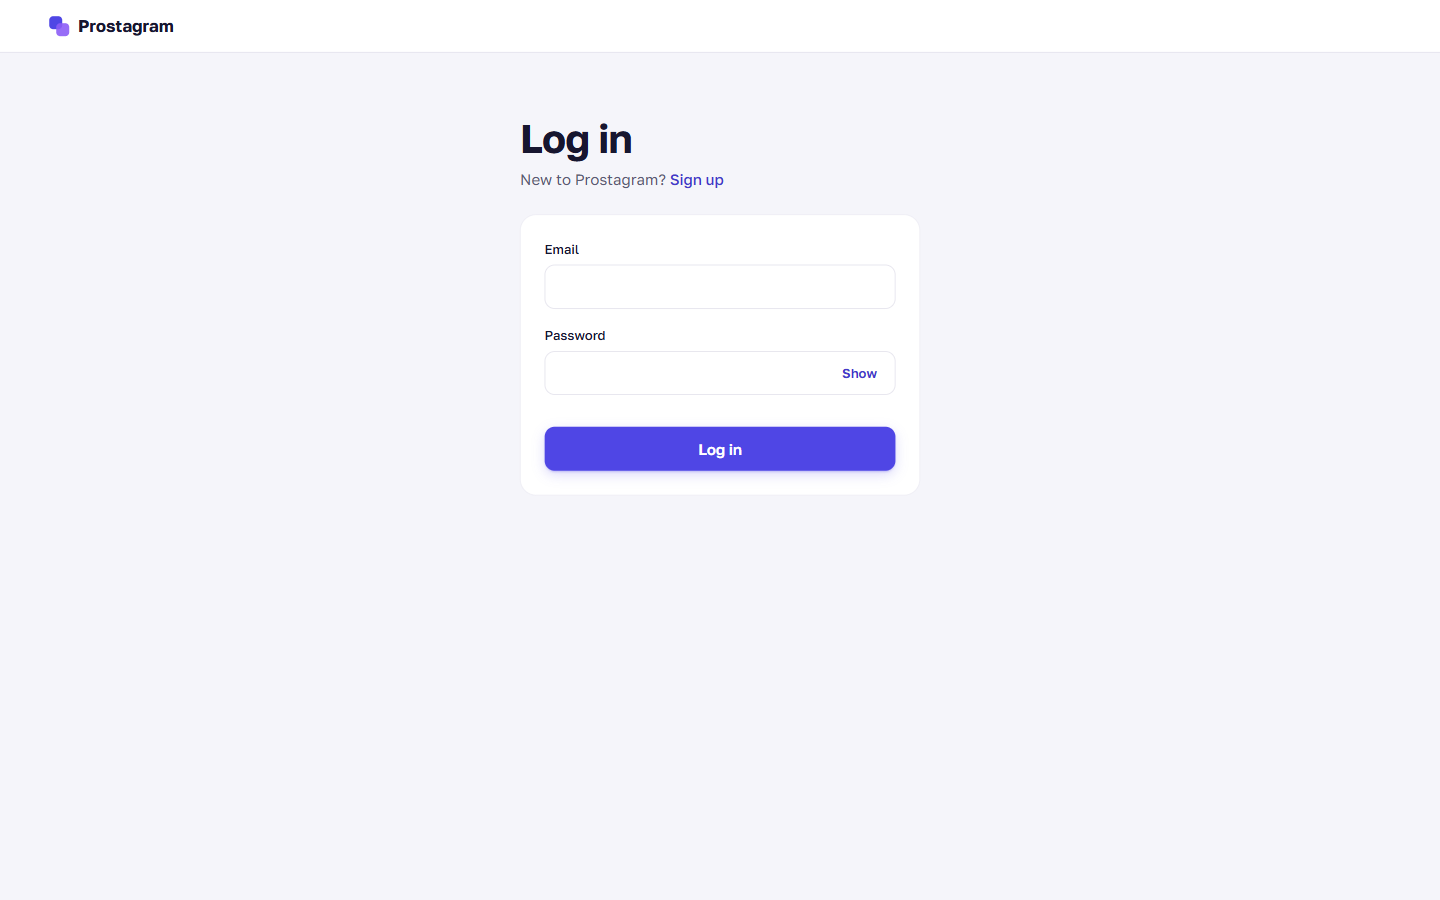 Prostagram
Log in
New to Prostagram? Sign up
Email
Password
Show
Log in